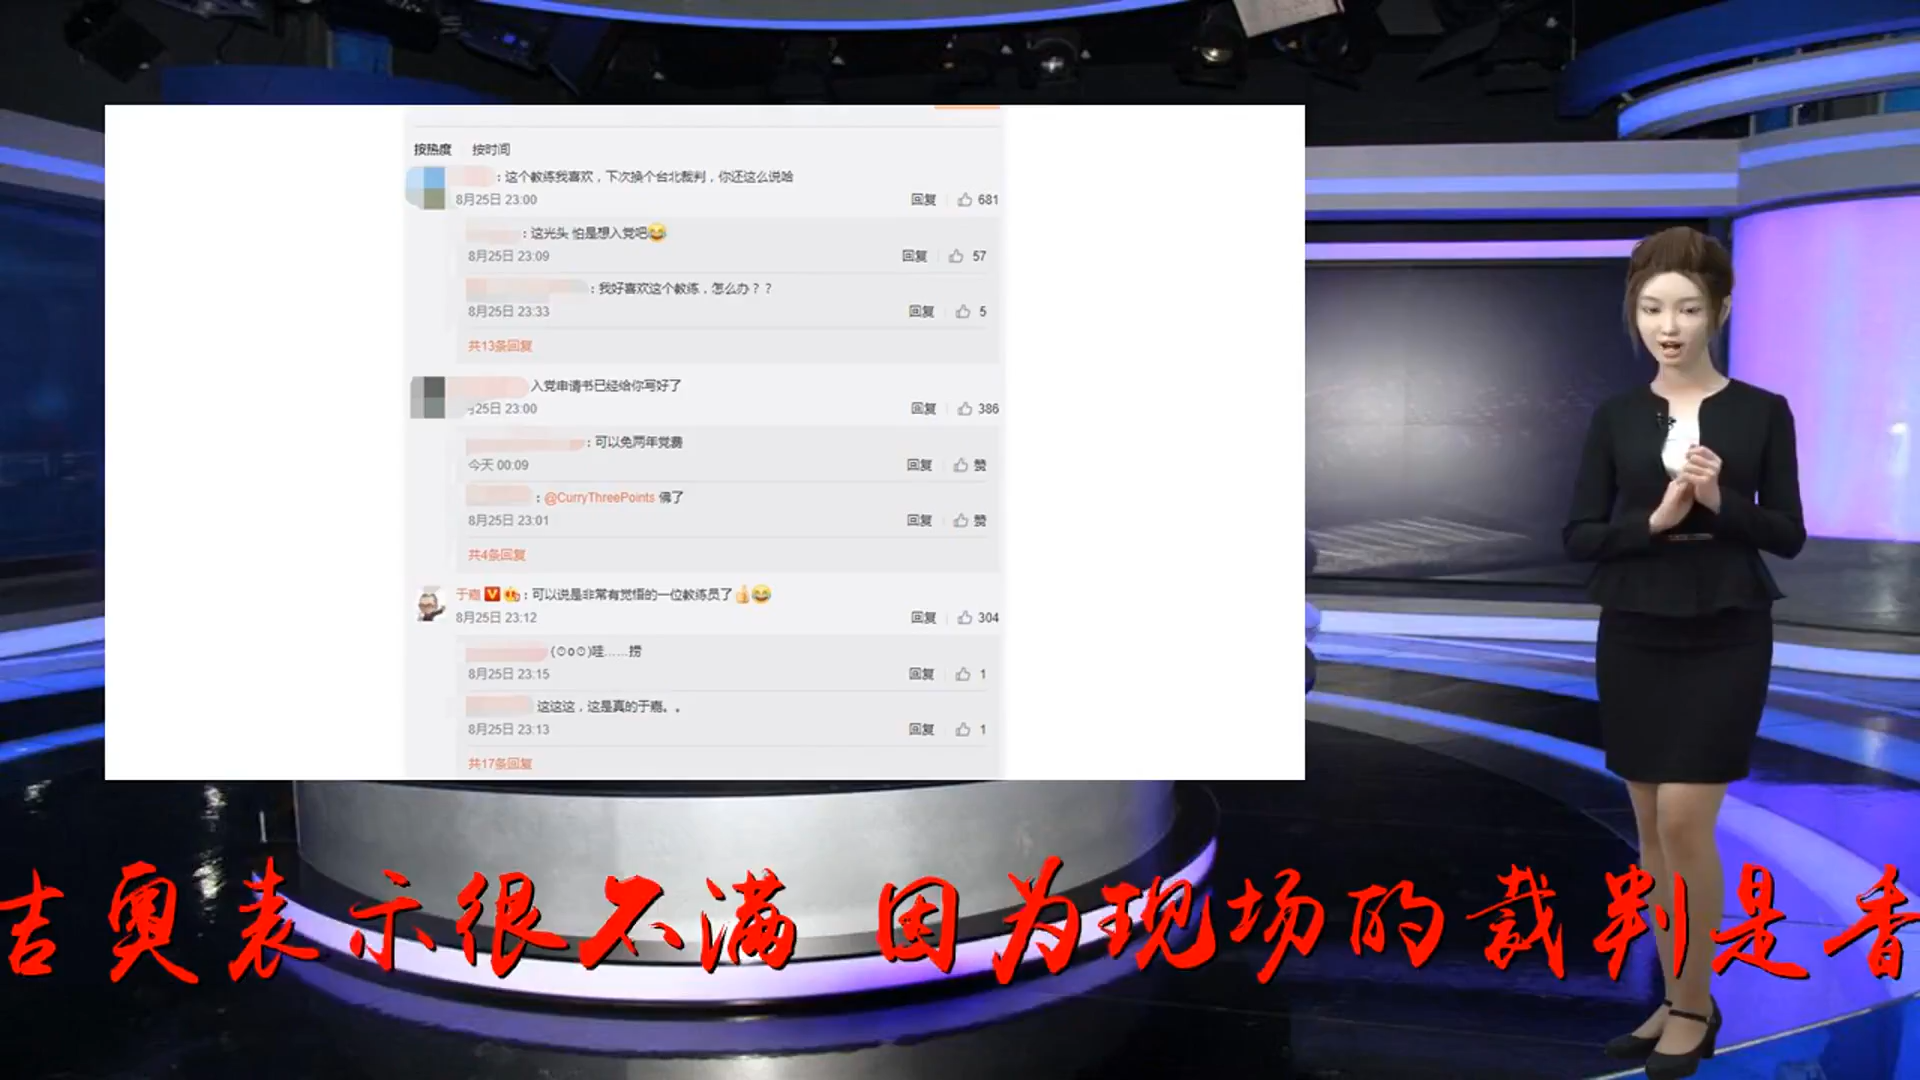 按热度 按时间
：这个教练我喜欢，下次换个台北裁判，你还这么说哈
8月25日 23:00 回复 681
：这光头 怕是想入党吧😂
8月25日 23:09 回复 57
：我好喜欢这个教练，怎么办？？
8月25日 23:33 回复 5
共13条回复
入党申请书已经给你写好了
月25日 23:00 回复 386
：可以免两年党费
今天 00:09 回复 赞
：@CurryThreePoints 佛了
8月25日 23:01 回复 赞
共4条回复
于嘉 V ：可以说是非常有觉悟的一位教练员了👍😂
8月25日 23:12 回复 304
(⊙o⊙)哇……捞
8月25日 23:15 回复 1
这这这，这是真的于嘉。。
8月25日 23:13 回复 1
共17条回复
吉奥表示很不满 因为现场的裁判是香